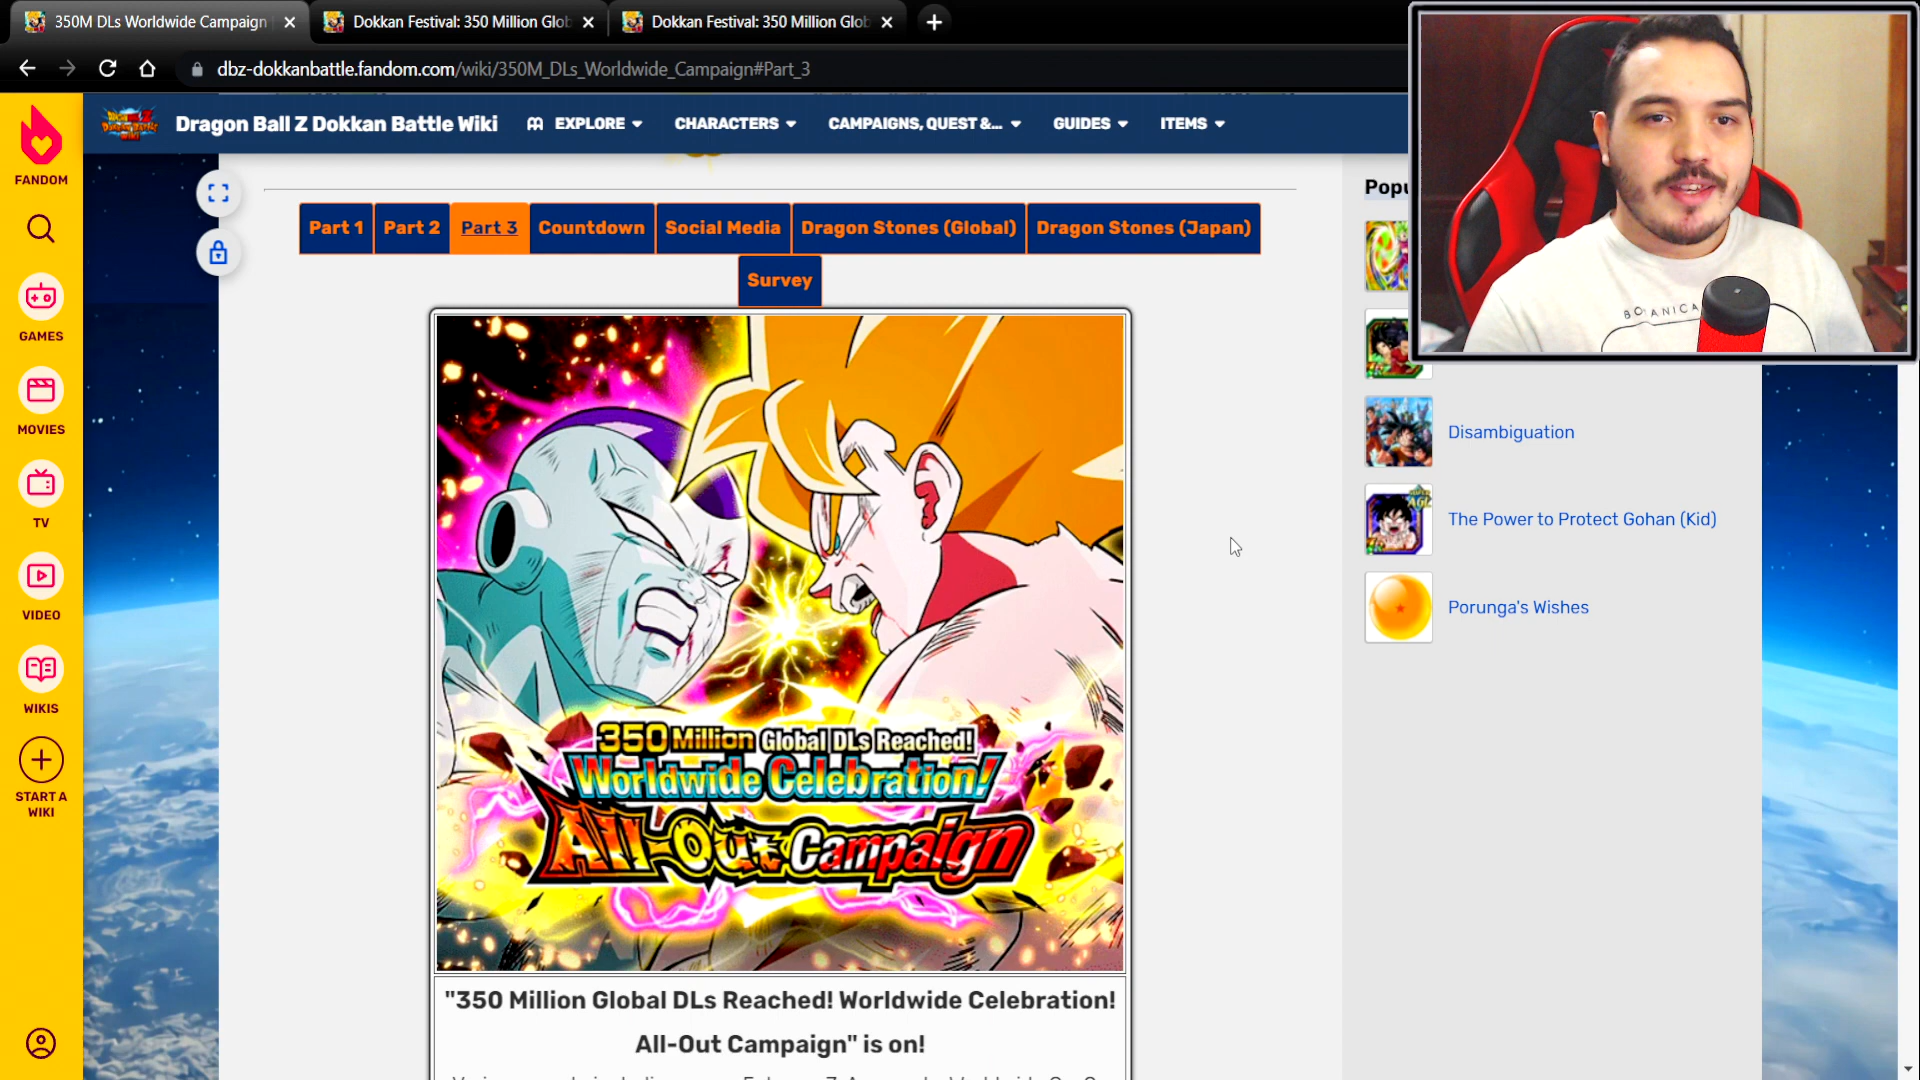 350M DLs Worldwide Campaign
Dokkan Festival: 350 Million Glob
Dokkan Festival: 350 Million Glob
dbz-dokkanbattle.fandom.com/wiki/350M_DLs_Worldwide_Campaign#Part_3
Dragon Ball Z Dokkan Battle Wiki
EXPLORE
CHARACTERS
CAMPAIGNS, QUEST &...
GUIDES
ITEMS
FANDOM
GAMES
MOVIES
TV
VIDEO
WIKIS
START A
WIKI
Part 1
Part 2
Part 3
Countdown
Social Media
Dragon Stones (Global)
Dragon Stones (Japan)
Survey
350 Million Global DLs Reached!
Worldwide Celebration!
All-Out Campaign
"350 Million Global DLs Reached! Worldwide Celebration!
All-Out Campaign" is on!
Popu
Disambiguation
The Power to Protect Gohan (Kid)
Porunga's Wishes
BOTANICA